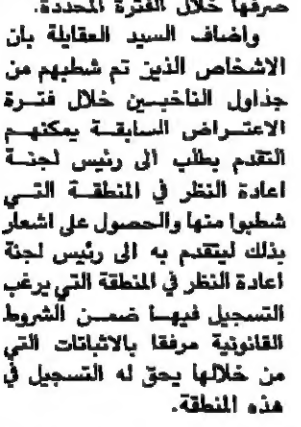 صرفها خلال الفترة المحددة.
واضاف السيد العقايلة بان
الاشخاص الذين تم شطبهم من
جداول الناخبين خلال فترة
الاعتراض السابقة يمكنهم
التقدم بطلب الى رئيس لجنة
اعادة النظر في المنطقة التي
شطبوا منها والحصول على اشعار
بذلك ليتقدم به الى رئيس لجنة
اعادة النظر في المنطقة التي يرغب
التسجيل فيها ضمن الشروط
القانونية مرفقا بالاثباتات التي
من خلالها يحق له التسجيل في
هذه المنطقة.